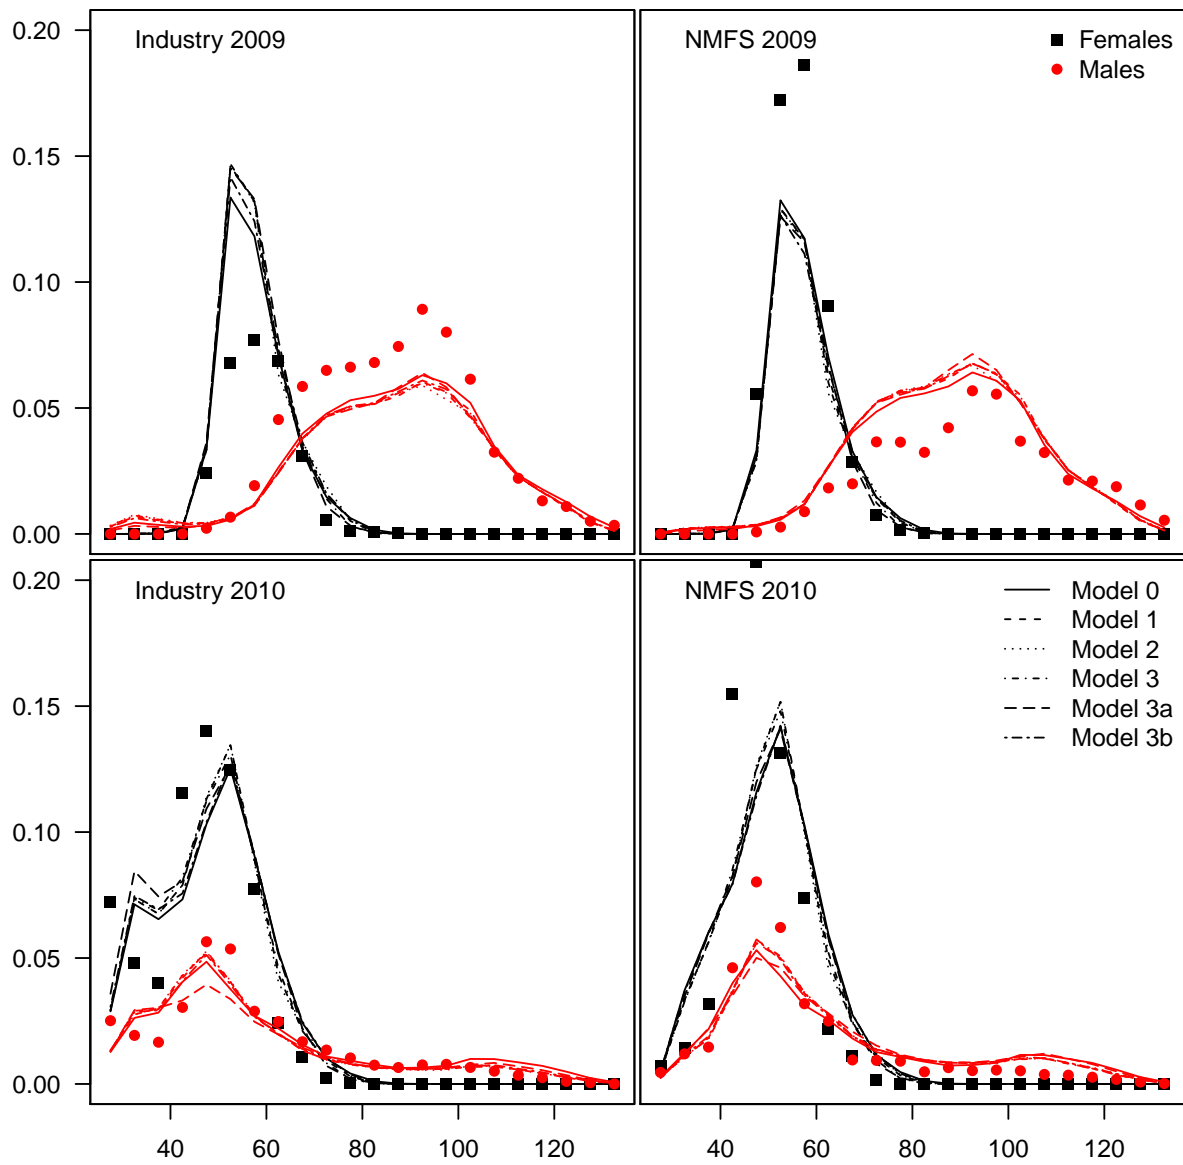 Industry 2009
NMFS 2009
Females
Males
0.20
0.15
0.10
0.05
0.00
Industry 2010
NMFS 2010
Model 0
Model 1
Model 2
Model 3
Model 3a
Model 3b
0.20
0.15
0.10
0.05
0.00
40 60 80 100 120
40 60 80 100 120